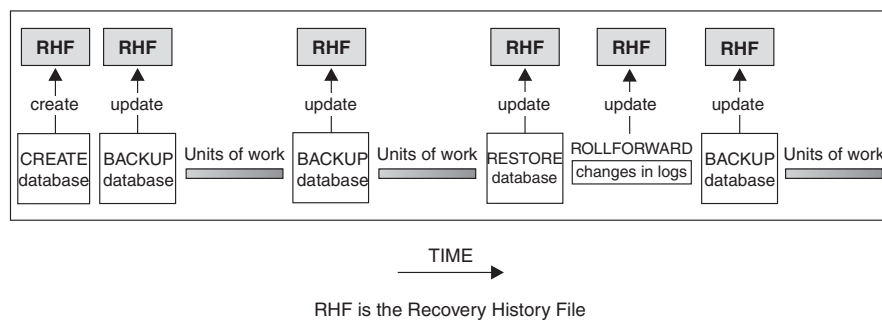 RHF RHF RHF RHF RHF RHF
create update update update update update
CREATE database
BACKUP database
Units of work
BACKUP database
Units of work
RESTORE database
ROLLFORWARD
changes in logs
BACKUP database
Units of work
TIME
RHF is the Recovery History File